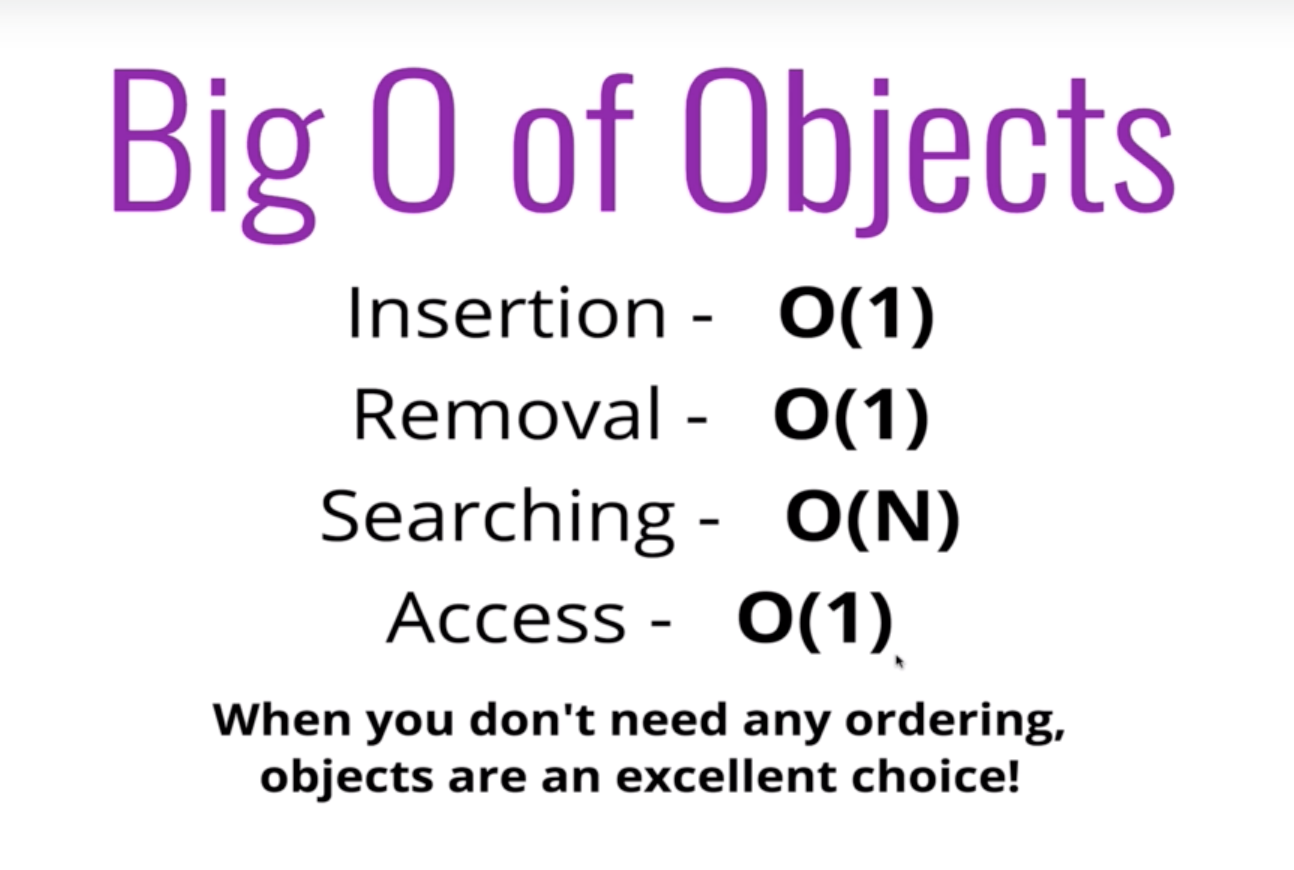 Big O of Objects
Insertion - O(1)
Removal - O(1)
Searching - O(N)
Access - O(1)
When you don't need any ordering,
objects are an excellent choice!